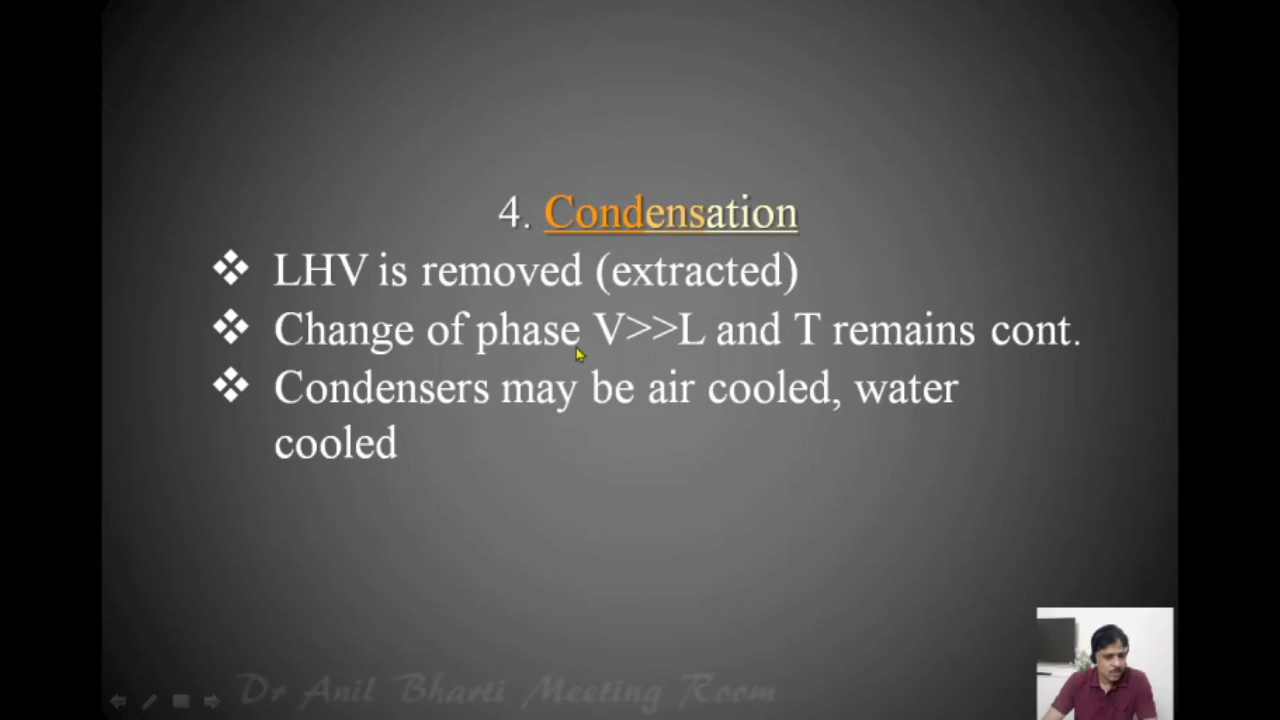 4. Condensation
❖ LHV is removed (extracted)
❖ Change of phase V>>L and T remains cont.
❖ Condensers may be air cooled, water
cooled
Dr Anil Bharti Meeting Room